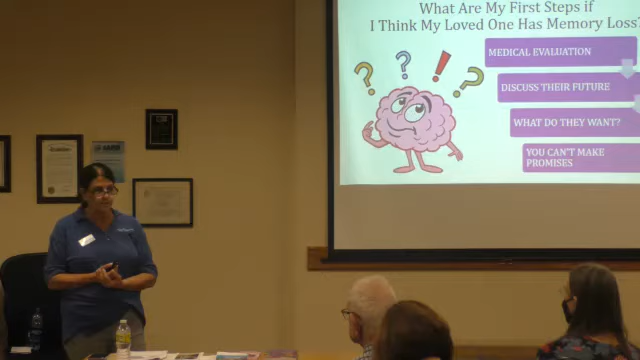 What Are My First Steps if
I Think My Loved One Has Memory Loss?
MEDICAL EVALUATION
DISCUSS THEIR FUTURE
WHAT DO THEY WANT?
YOU CAN'T MAKE
PROMISES